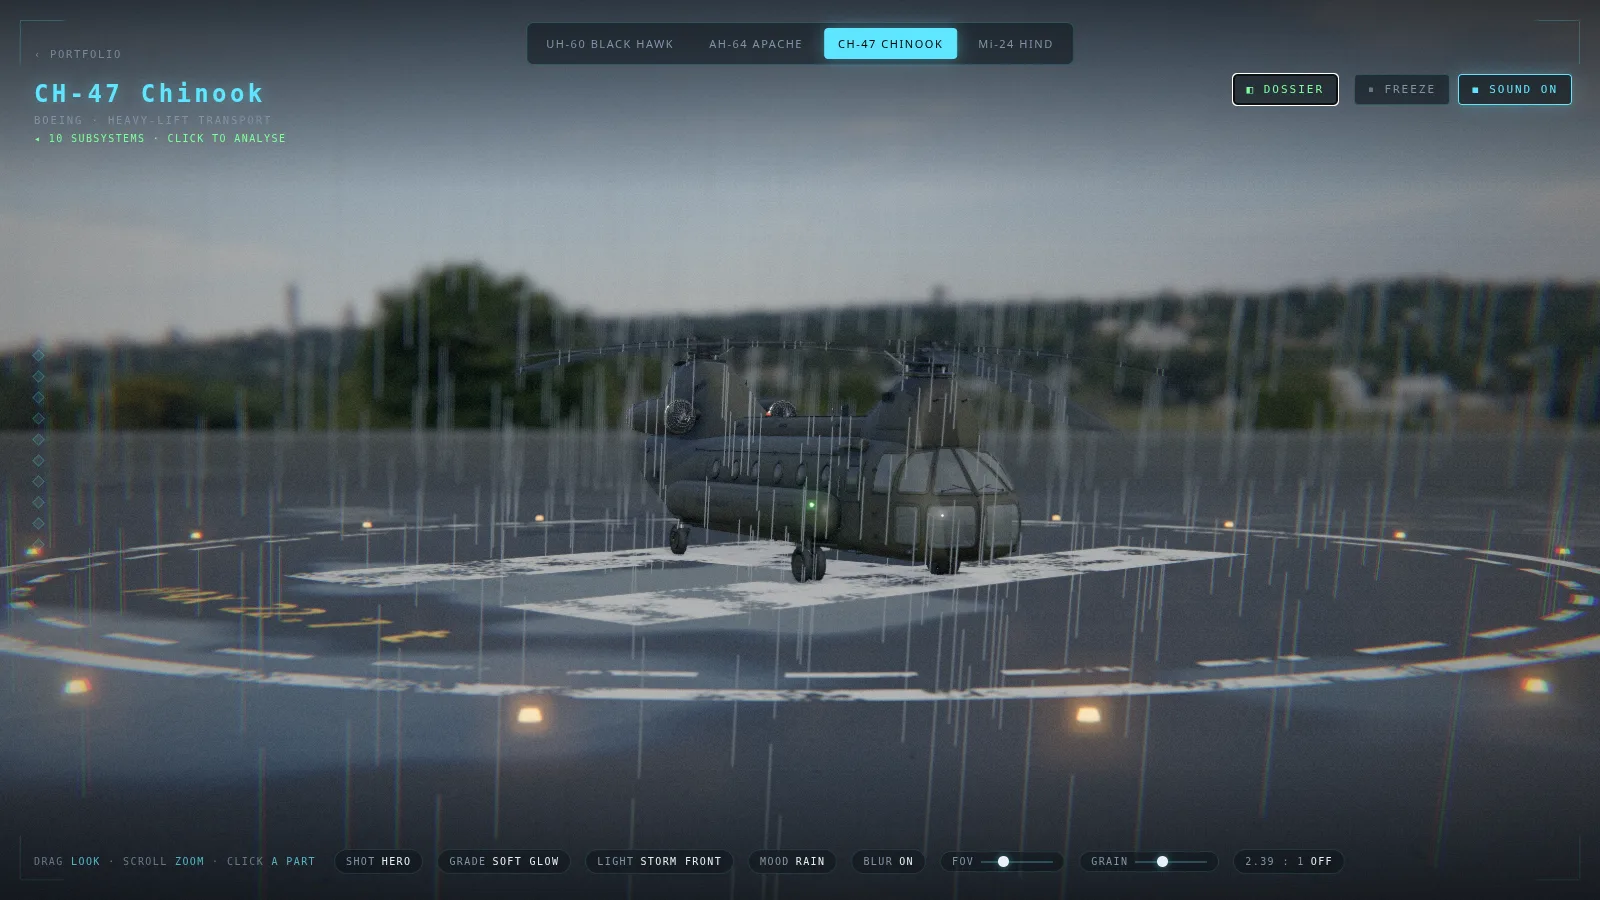 UH-60 BLACK HAWK
AH-64 APACHE
CH-47 CHINOOK
Mi-24 HIND
‹ PORTFOLIO
CH-47 Chinook
BOEING · HEAVY-LIFT TRANSPORT
◂ 10 SUBSYSTEMS · CLICK TO ANALYSE
DOSSIER
FREEZE
SOUND ON
DRAG LOOK · SCROLL ZOOM · CLICK A PART
SHOT HERO
GRADE SOFT GLOW
LIGHT STORM FRONT
MOOD RAIN
BLUR ON
FOV
GRAIN
2.39 : 1 OFF